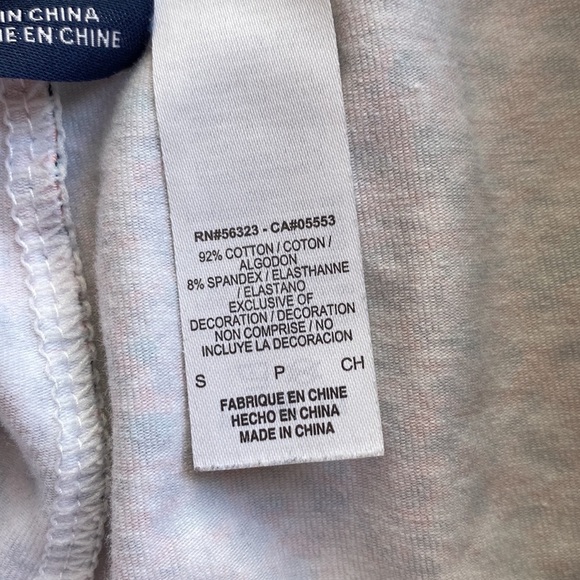 IN CHINA
E EN CHINE
RN#56323 - CA#05553
92% COTTON / COTON /
ALGODON
8% SPANDEX / ELASTHANNE
/ ELASTANO
EXCLUSIVE OF
DECORATION / DECORATION
NON COMPRISE / NO
INCLUYE LA DECORACION
S P CH
FABRIQUE EN CHINE
HECHO EN CHINA
MADE IN CHINA